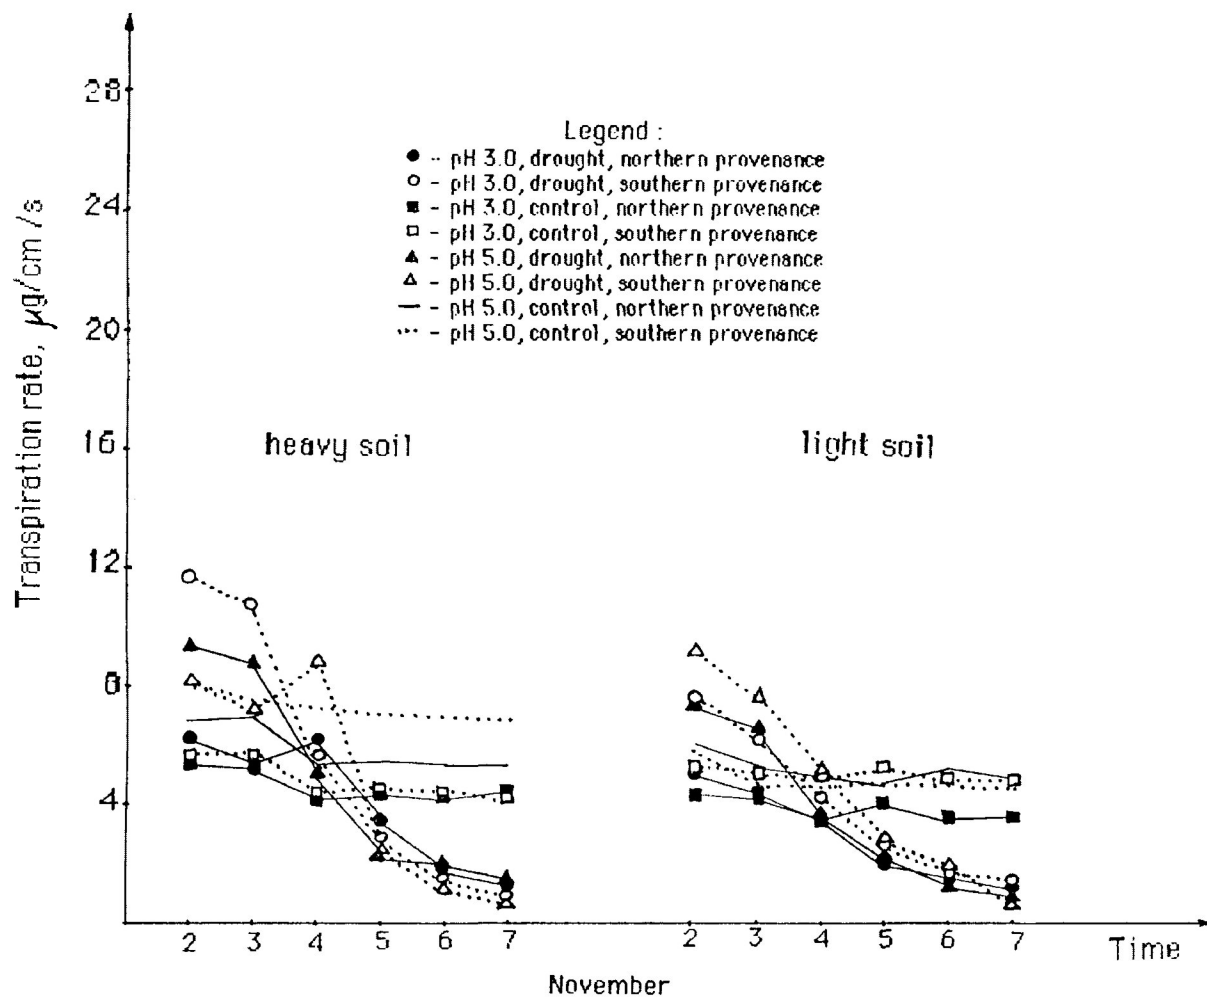 Transpiration rate, µg/cm/s
28
24
20
16
12
8
4
Legend :
● - pH 3.0, drought, northern provenance
○ - pH 3.0, drought, southern provenance
■ - pH 3.0, control, northern provenance
□ - pH 3.0, control, southern provenance
▲ - pH 5.0, drought, northern provenance
△ - pH 5.0, drought, southern provenance
— - pH 5.0, control, northern provenance
···· - pH 5.0, control, southern provenance
heavy soil
light soil
2 3 4 5 6 7
2 3 4 5 6 7
Time
November